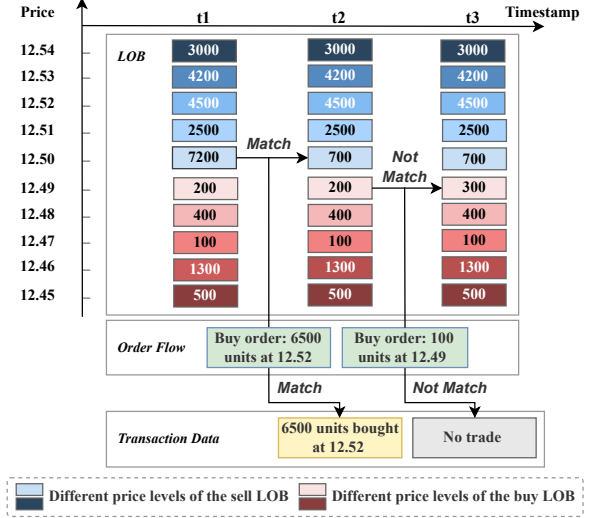 Price t1 t2 t3 Timestamp
LOB
12.54 3000 3000 3000
12.53 4200 4200 4200
12.52 4500 4500 4500
12.51 2500 2500 2500
Match
12.50 7200 700 700
Not
Match
12.49 200 200 300
12.48 400 400 400
12.47 100 100 100
12.46 1300 1300 1300
12.45 500 500 500
Order Flow
Buy order: 6500
units at 12.52
Buy order: 100
units at 12.49
Match
Not Match
Transaction Data
6500 units bought
at 12.52
No trade
Different price levels of the sell LOB
Different price levels of the buy LOB